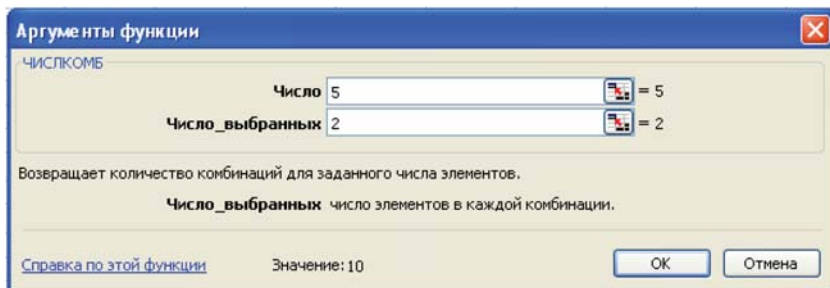 Аргументы функции
ЧИСЛКОМБ
Число 5 = 5
Число_выбранных 2 = 2
Возвращает количество комбинаций для заданного числа элементов.
Число_выбранных число элементов в каждой комбинации.
Справка по этой функции Значение: 10 ОК Отмена